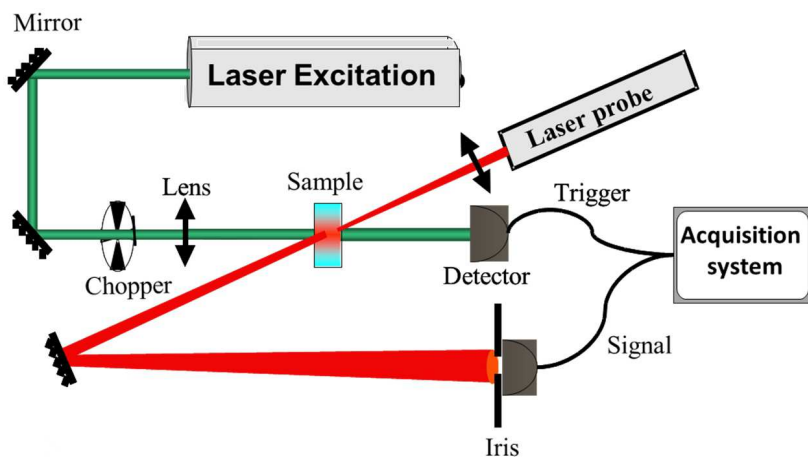 Mirror
Laser Excitation
Laser probe
Lens
Sample
Trigger
Chopper
Detector
Acquisition
system
Signal
Iris